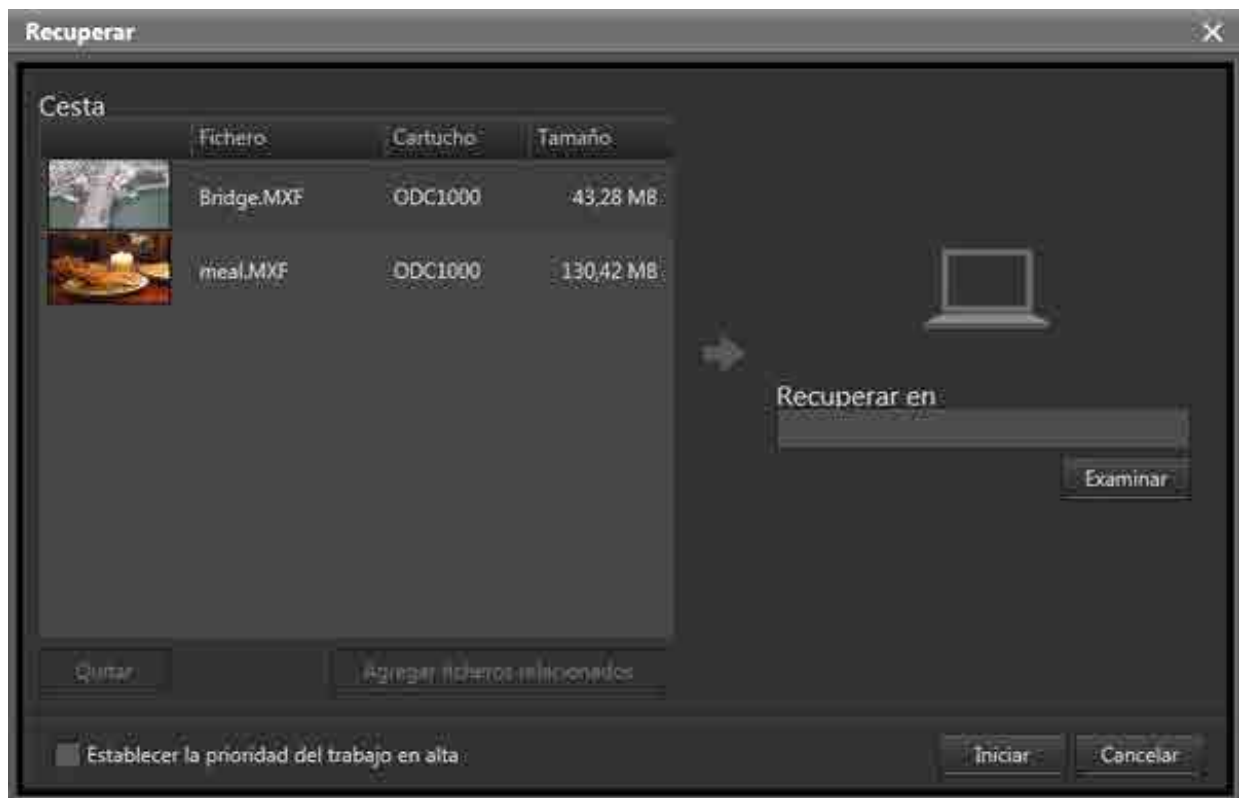 Recuperar
Cesta
Fichero Cartucho Tamaño
Bridge.MXF ODC1000 43,28 MB
meal.MXF ODC1000 130,42 MB
Recuperar en
Examinar
Quitar Agregar ficheros relacionados
Establecer la prioridad del trabajo en alta Iniciar Cancelar